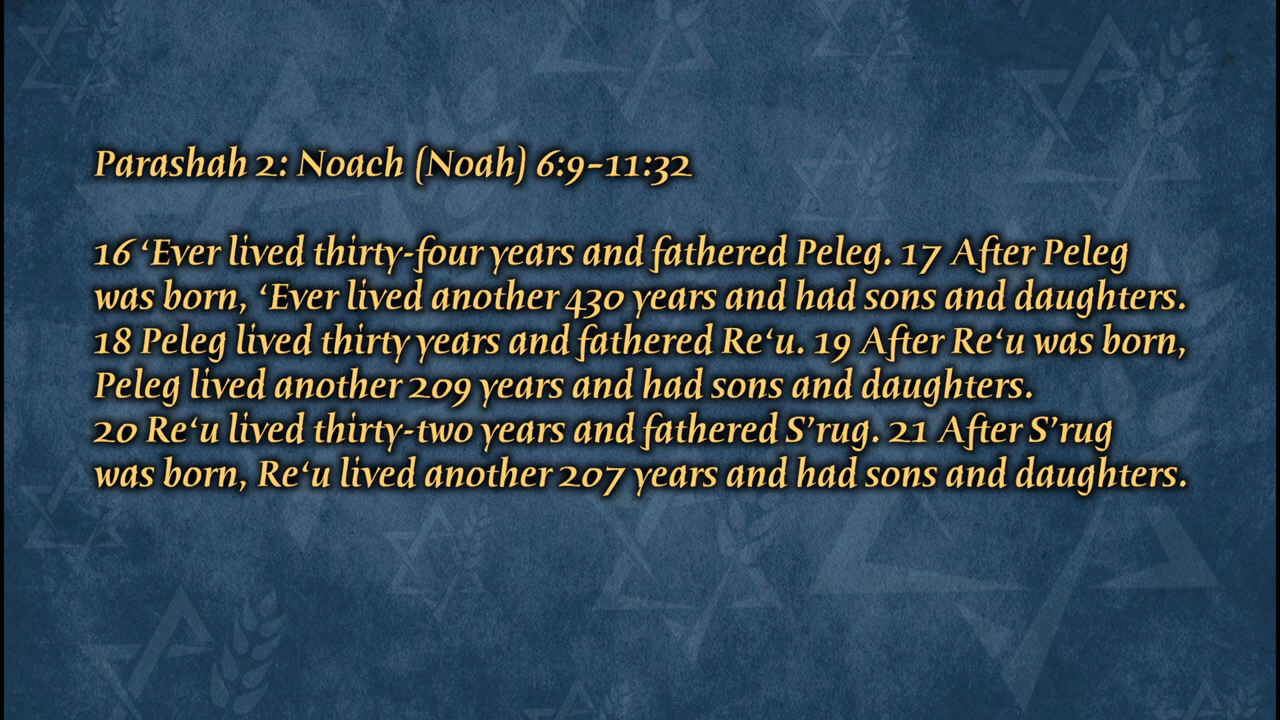 Parashah 2: Noach (Noah) 6:9–11:32
16 ‘Ever lived thirty-four years and fathered Peleg. 17 After Peleg
was born, ‘Ever lived another 430 years and had sons and daughters.
18 Peleg lived thirty years and fathered Re‘u. 19 After Re‘u was born,
Peleg lived another 209 years and had sons and daughters.
20 Re‘u lived thirty-two years and fathered S’rug. 21 After S’rug
was born, Re‘u lived another 207 years and had sons and daughters.